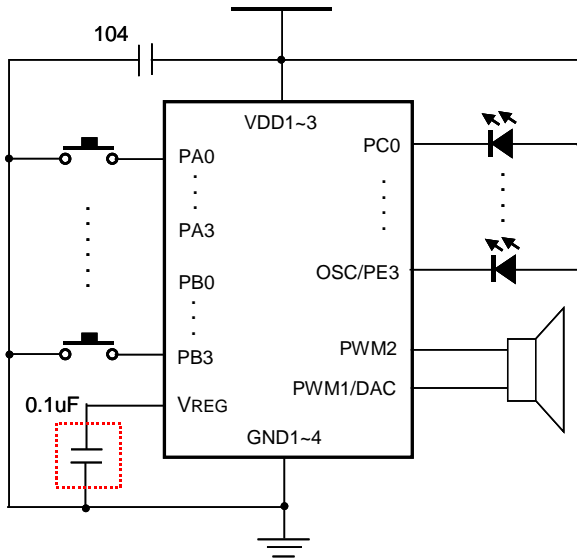 104
VDD1~3
PA0
PC0
PA3
PB0
OSC/PE3
PB3
PWM2
PWM1/DAC
0.1uF
VREG
GND1~4